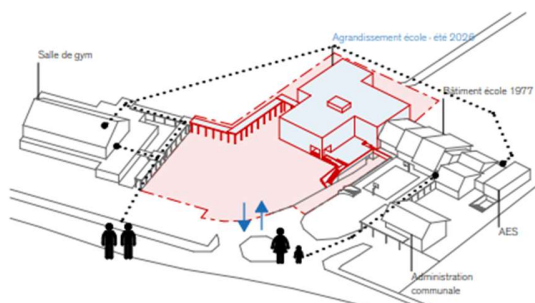 Agrandissement école - été 2026
Salle de gym
Bâtiment école 1977
AES
Administration
communale